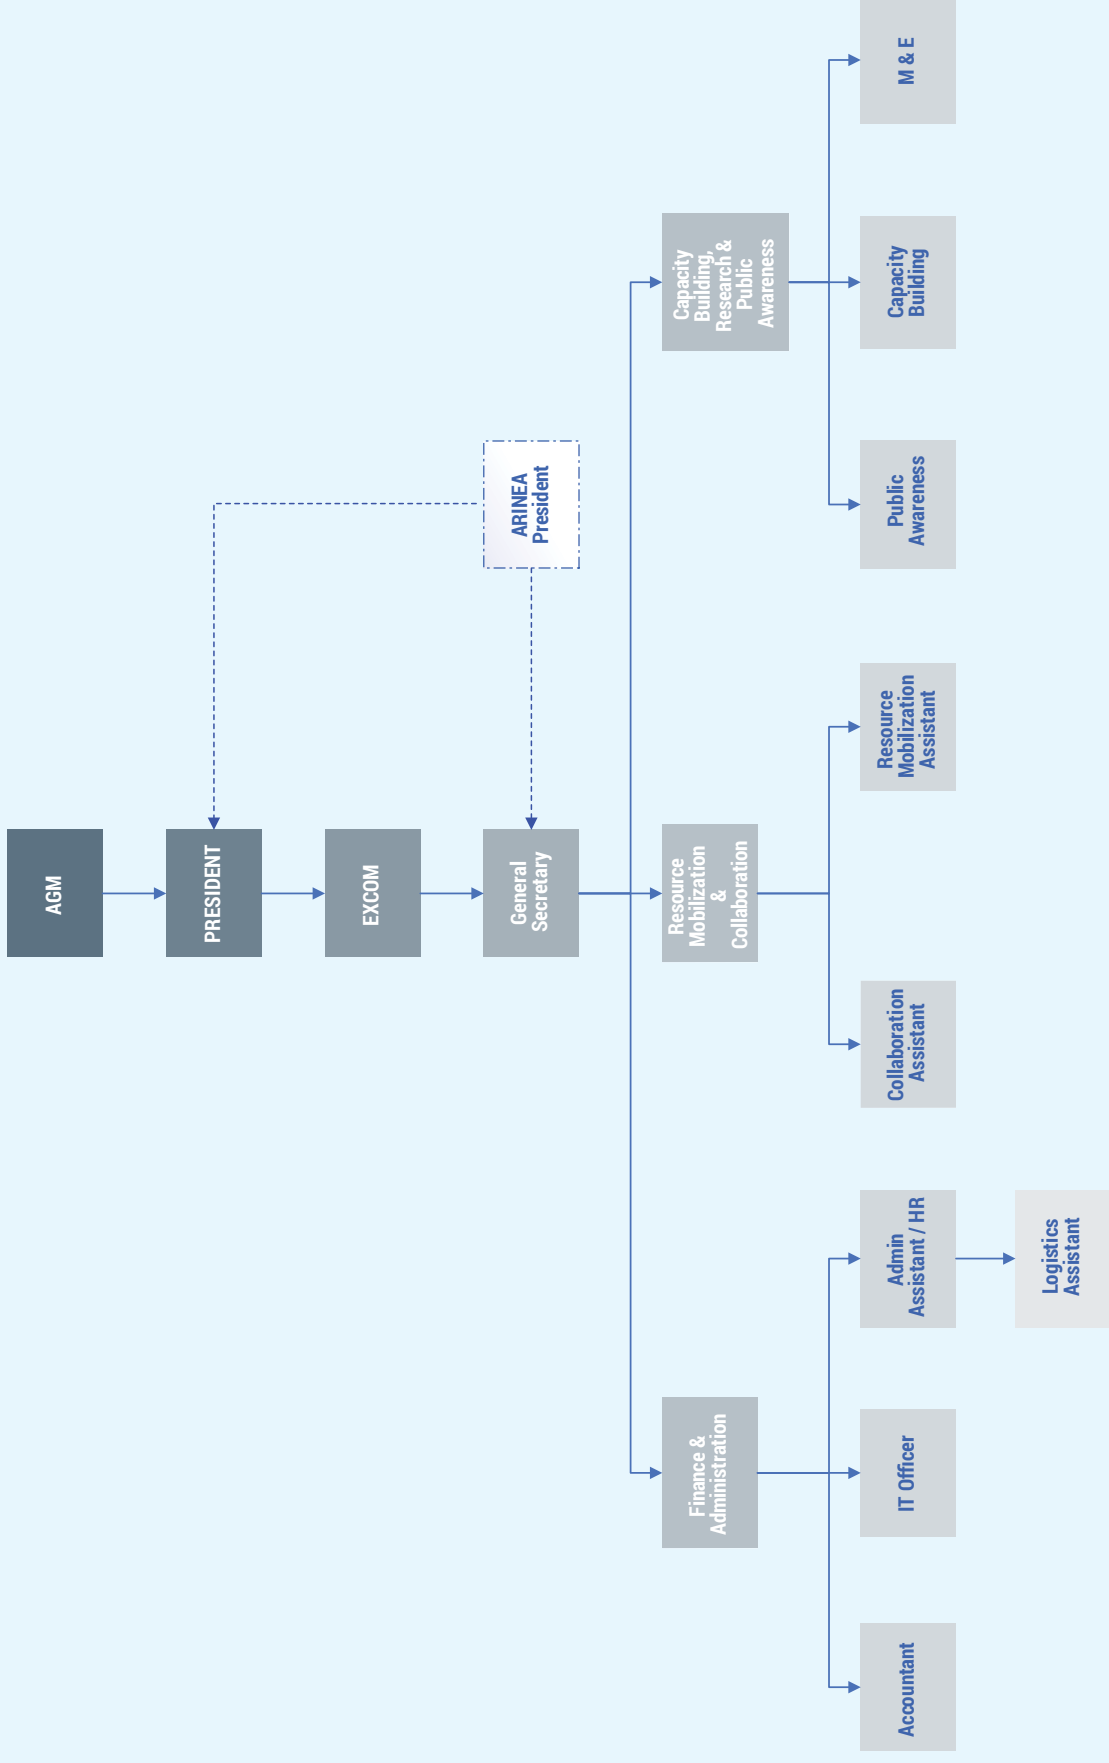 AGM
PRESIDENT
EXCOM
General
Secretary
ARINEA
President
Finance &
Administration
Resource
Mobilization
&
Collaboration
Capacity
Building,
Research &
Public
Awareness
Accountant
IT Officer
Admin
Assistant / HR
Collaboration
Assistant
Resource
Mobilization
Assistant
Public
Awareness
Capacity
Building
M & E
Logistics
Assistant